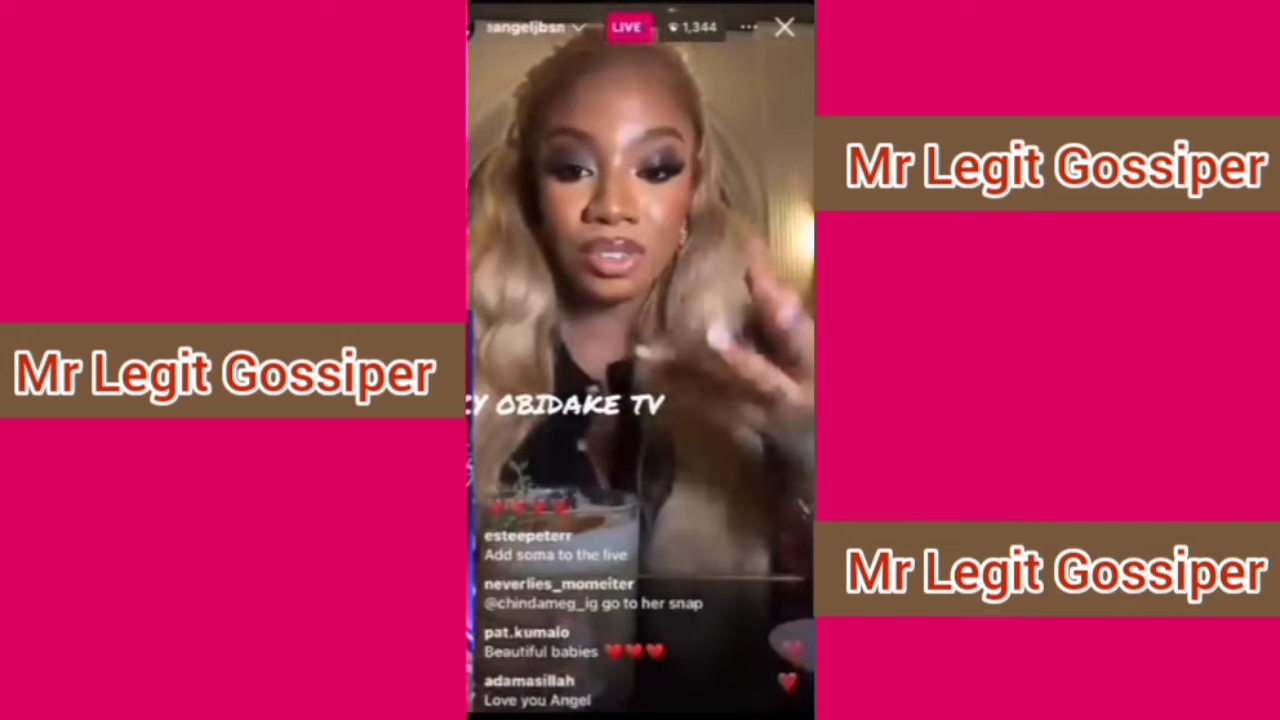 angeljbsn
LIVE
1,344
Mr Legit Gossiper
Mr Legit Gossiper
OBIDAKE TV
esteepeterr
Add soma to the live
neverlies_momeiter
@chindameg_ig go to her snap
pat.kumalo
Beautiful babies ❤️❤️❤️
adamasillah
Love you Angel
Mr Legit Gossiper